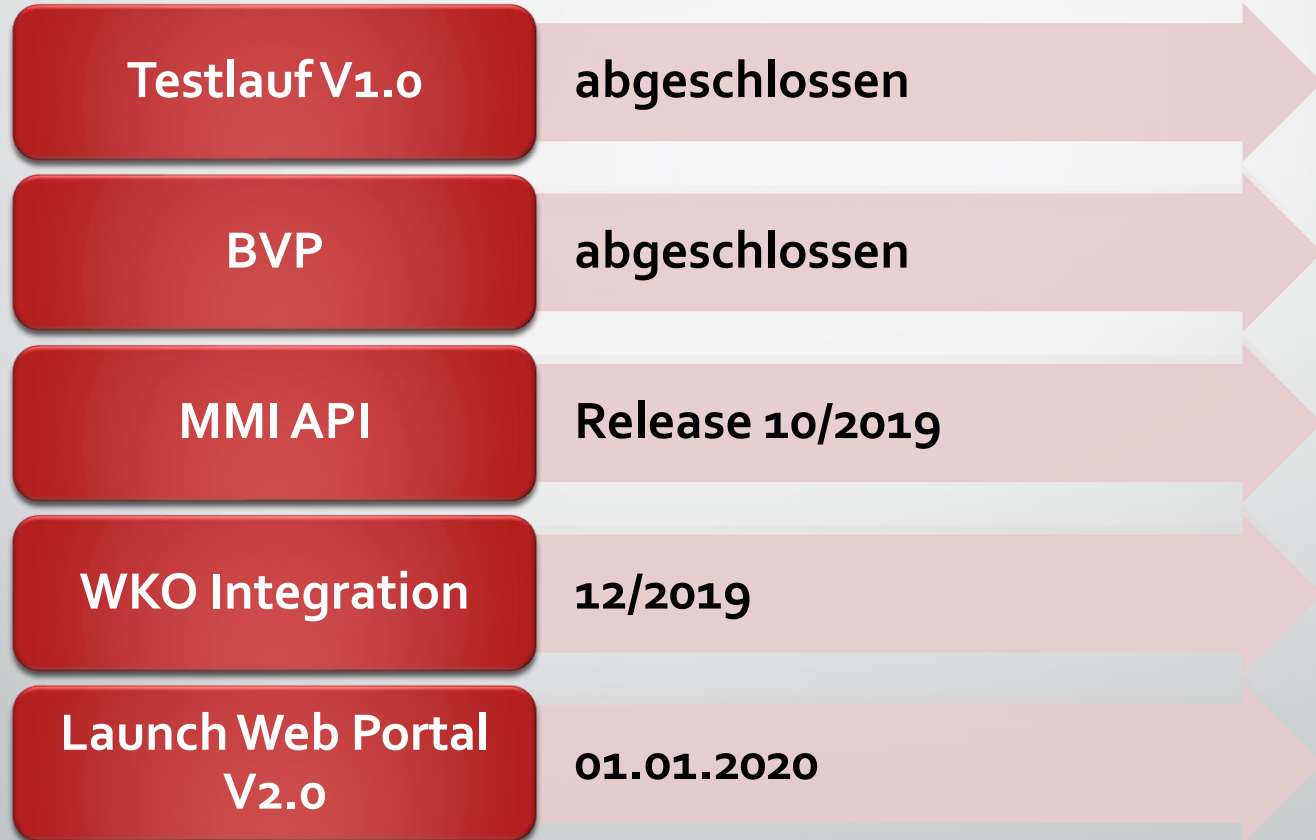 Testlauf V1.0
abgeschlossen
BVP
abgeschlossen
MMI API
Release 10/2019
WKO Integration
12/2019
Launch Web Portal
V2.0
01.01.2020